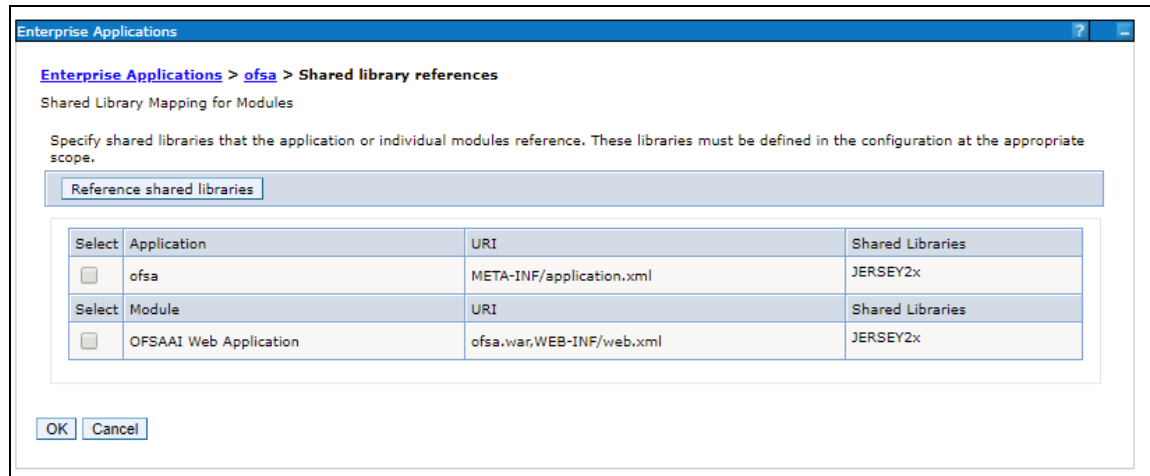 Enterprise Applications ? –
Enterprise Applications > ofsa > Shared library references
Shared Library Mapping for Modules
Specify shared libraries that the application or individual modules reference. These libraries must be defined in the configuration at the appropriate
scope.
Reference shared libraries
Select Application URI Shared Libraries
ofsa META-INF/application.xml JERSEY2x
Select Module URI Shared Libraries
OFSAAI Web Application ofsa.war,WEB-INF/web.xml JERSEY2x
OK Cancel